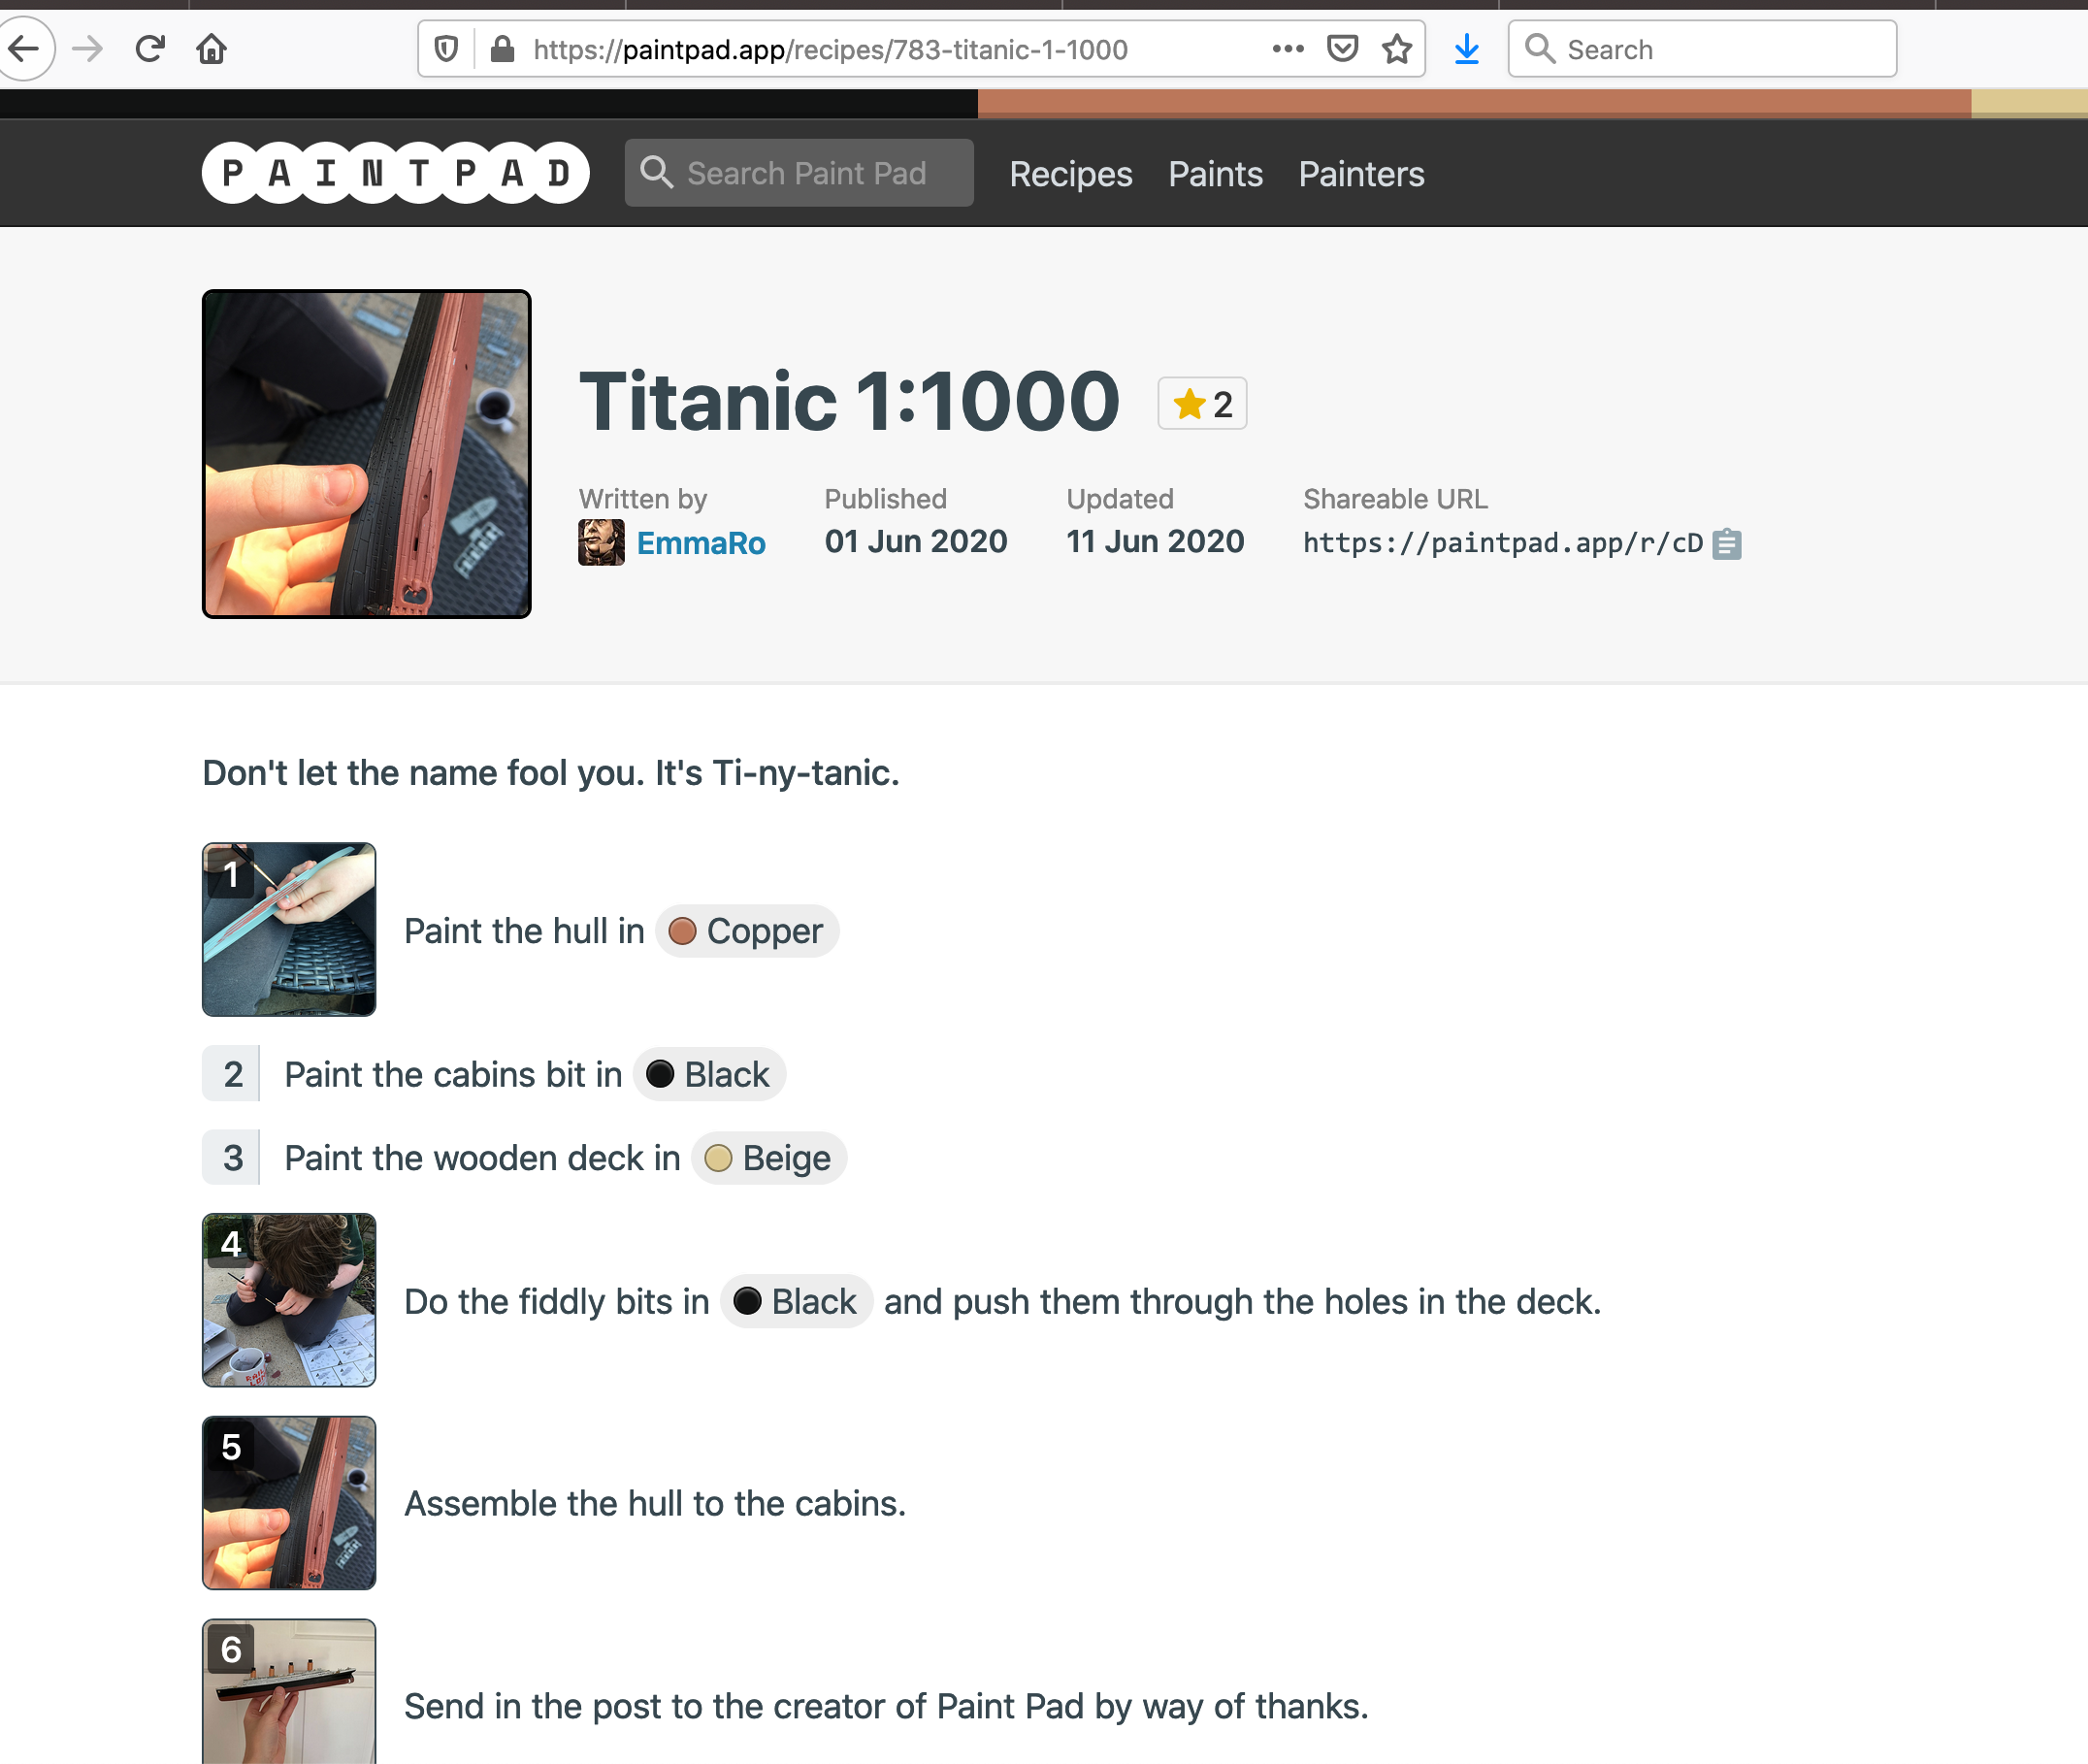 https://paintpad.app/recipes/783-titanic-1-1000
Search
PAINTPAD
Search Paint Pad
Recipes
Paints
Painters
Titanic 1:1000
2
Written by
EmmaRo
Published
01 Jun 2020
Updated
11 Jun 2020
Shareable URL
https://paintpad.app/r/cD
Don't let the name fool you. It's Ti-ny-tanic.
1 Paint the hull in Copper
2 Paint the cabins bit in Black
3 Paint the wooden deck in Beige
4 Do the fiddly bits in Black and push them through the holes in the deck.
5 Assemble the hull to the cabins.
6 Send in the post to the creator of Paint Pad by way of thanks.